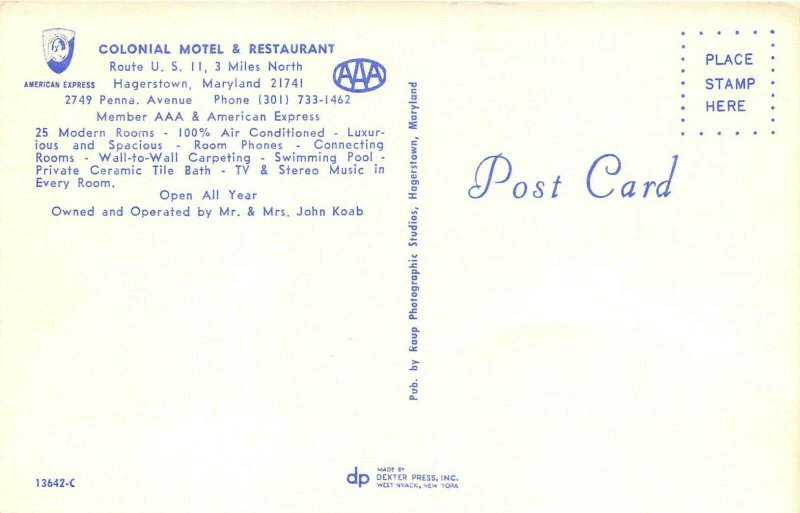 COLONIAL MOTEL & RESTAURANT
Route U. S. 11, 3 Miles North
Hagerstown, Maryland 21741
2749 Penna. Avenue Phone (301) 733-1462
Member AAA & American Express
25 Modern Rooms - 100% Air Conditioned - Luxur-
ious and Spacious - Room Phones - Connecting
Rooms - Wall-to-Wall Carpeting - Swimming Pool -
Private Ceramic Tile Bath - TV & Stereo Music in
Every Room.
Open All Year
Owned and Operated by Mr. & Mrs. John Koab
AMERICAN EXPRESS
AAA
Pub. by Kaup Photographic Studios, Hagerstown, Maryland
PLACE
STAMP
HERE
Post Card
13642-C
dp
MADE BY
DEXTER PRESS, INC.
WEST NYACK, NEW YORK